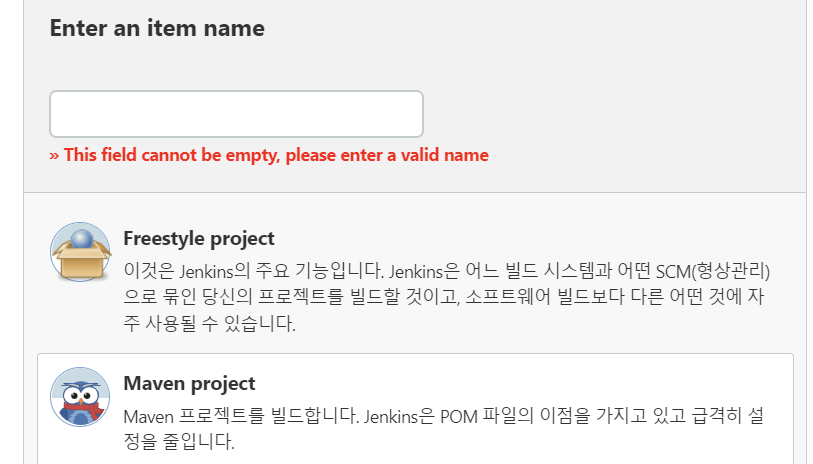 Enter an item name
» This field cannot be empty, please enter a valid name
Freestyle project
이것은 Jenkins의 주요 기능입니다. Jenkins은 어느 빌드 시스템과 어떤 SCM(형상관리)
으로 묶인 당신의 프로젝트를 빌드할 것이고, 소프트웨어 빌드보다 다른 어떤 것에 자
주 사용될 수 있습니다.
Maven project
Maven 프로젝트를 빌드합니다. Jenkins은 POM 파일의 이점을 가지고 있고 급격히 설
정을 줄입니다.